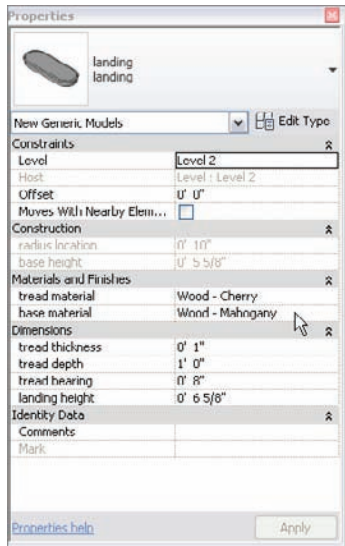 Properties
landing
landing
New Generic Models Edit Type
Constraints
Level Level 2
Host Level : Level 2
Offset 0' 0"
Moves With Nearby Elem...
Construction
radius location 0' 10"
base height 0' 5 5/8"
Materials and Finishes
tread material Wood - Cherry
base material Wood - Mahogany
Dimensions
tread thickness 0' 1"
tread depth 1' 0"
tread bearing 0' 8"
landing height 0' 6 5/8"
Identity Data
Comments
Mark
Properties help Apply